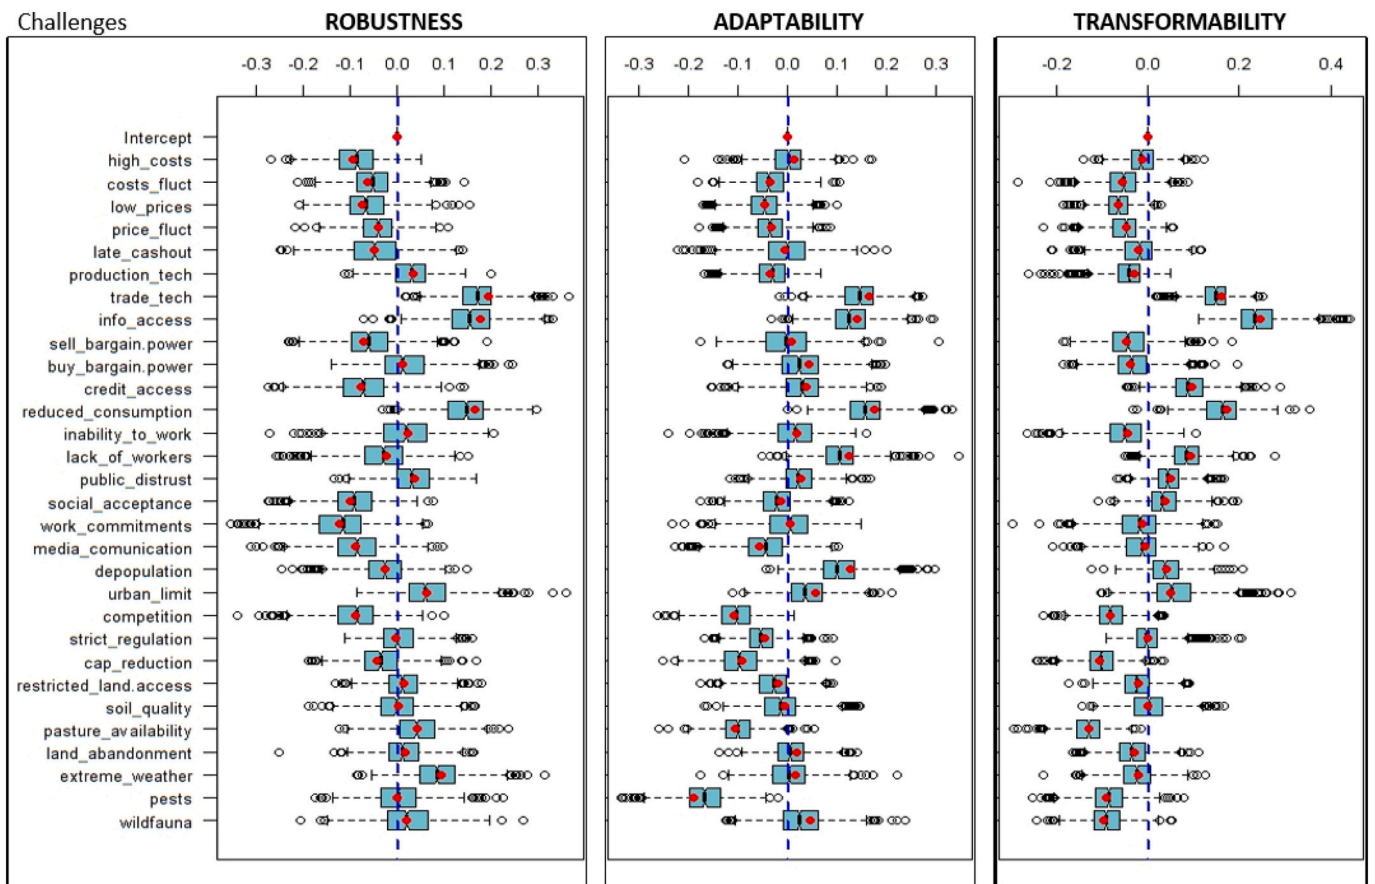 Challenges ROBUSTNESS ADAPTABILITY TRANSFORMABILITY
-0.3 -0.2 -0.1 0.0 0.1 0.2 0.3 -0.3 -0.2 -0.1 0.0 0.1 0.2 0.3 -0.2 0.0 0.2 0.4
Intercept
high_costs
costs_fluct
low_prices
price_fluct
late_cashout
production_tech
trade_tech
info_access
sell_bargain.power
buy_bargain.power
credit_access
reduced_consumption
inability_to_work
lack_of_workers
public_distrust
social_acceptance
work_commitments
media_comunication
depopulation
urban_limit
competition
strict_regulation
cap_reduction
restricted_land.access
soil_quality
pasture_availability
land_abandonment
extreme_weather
pests
wildfauna